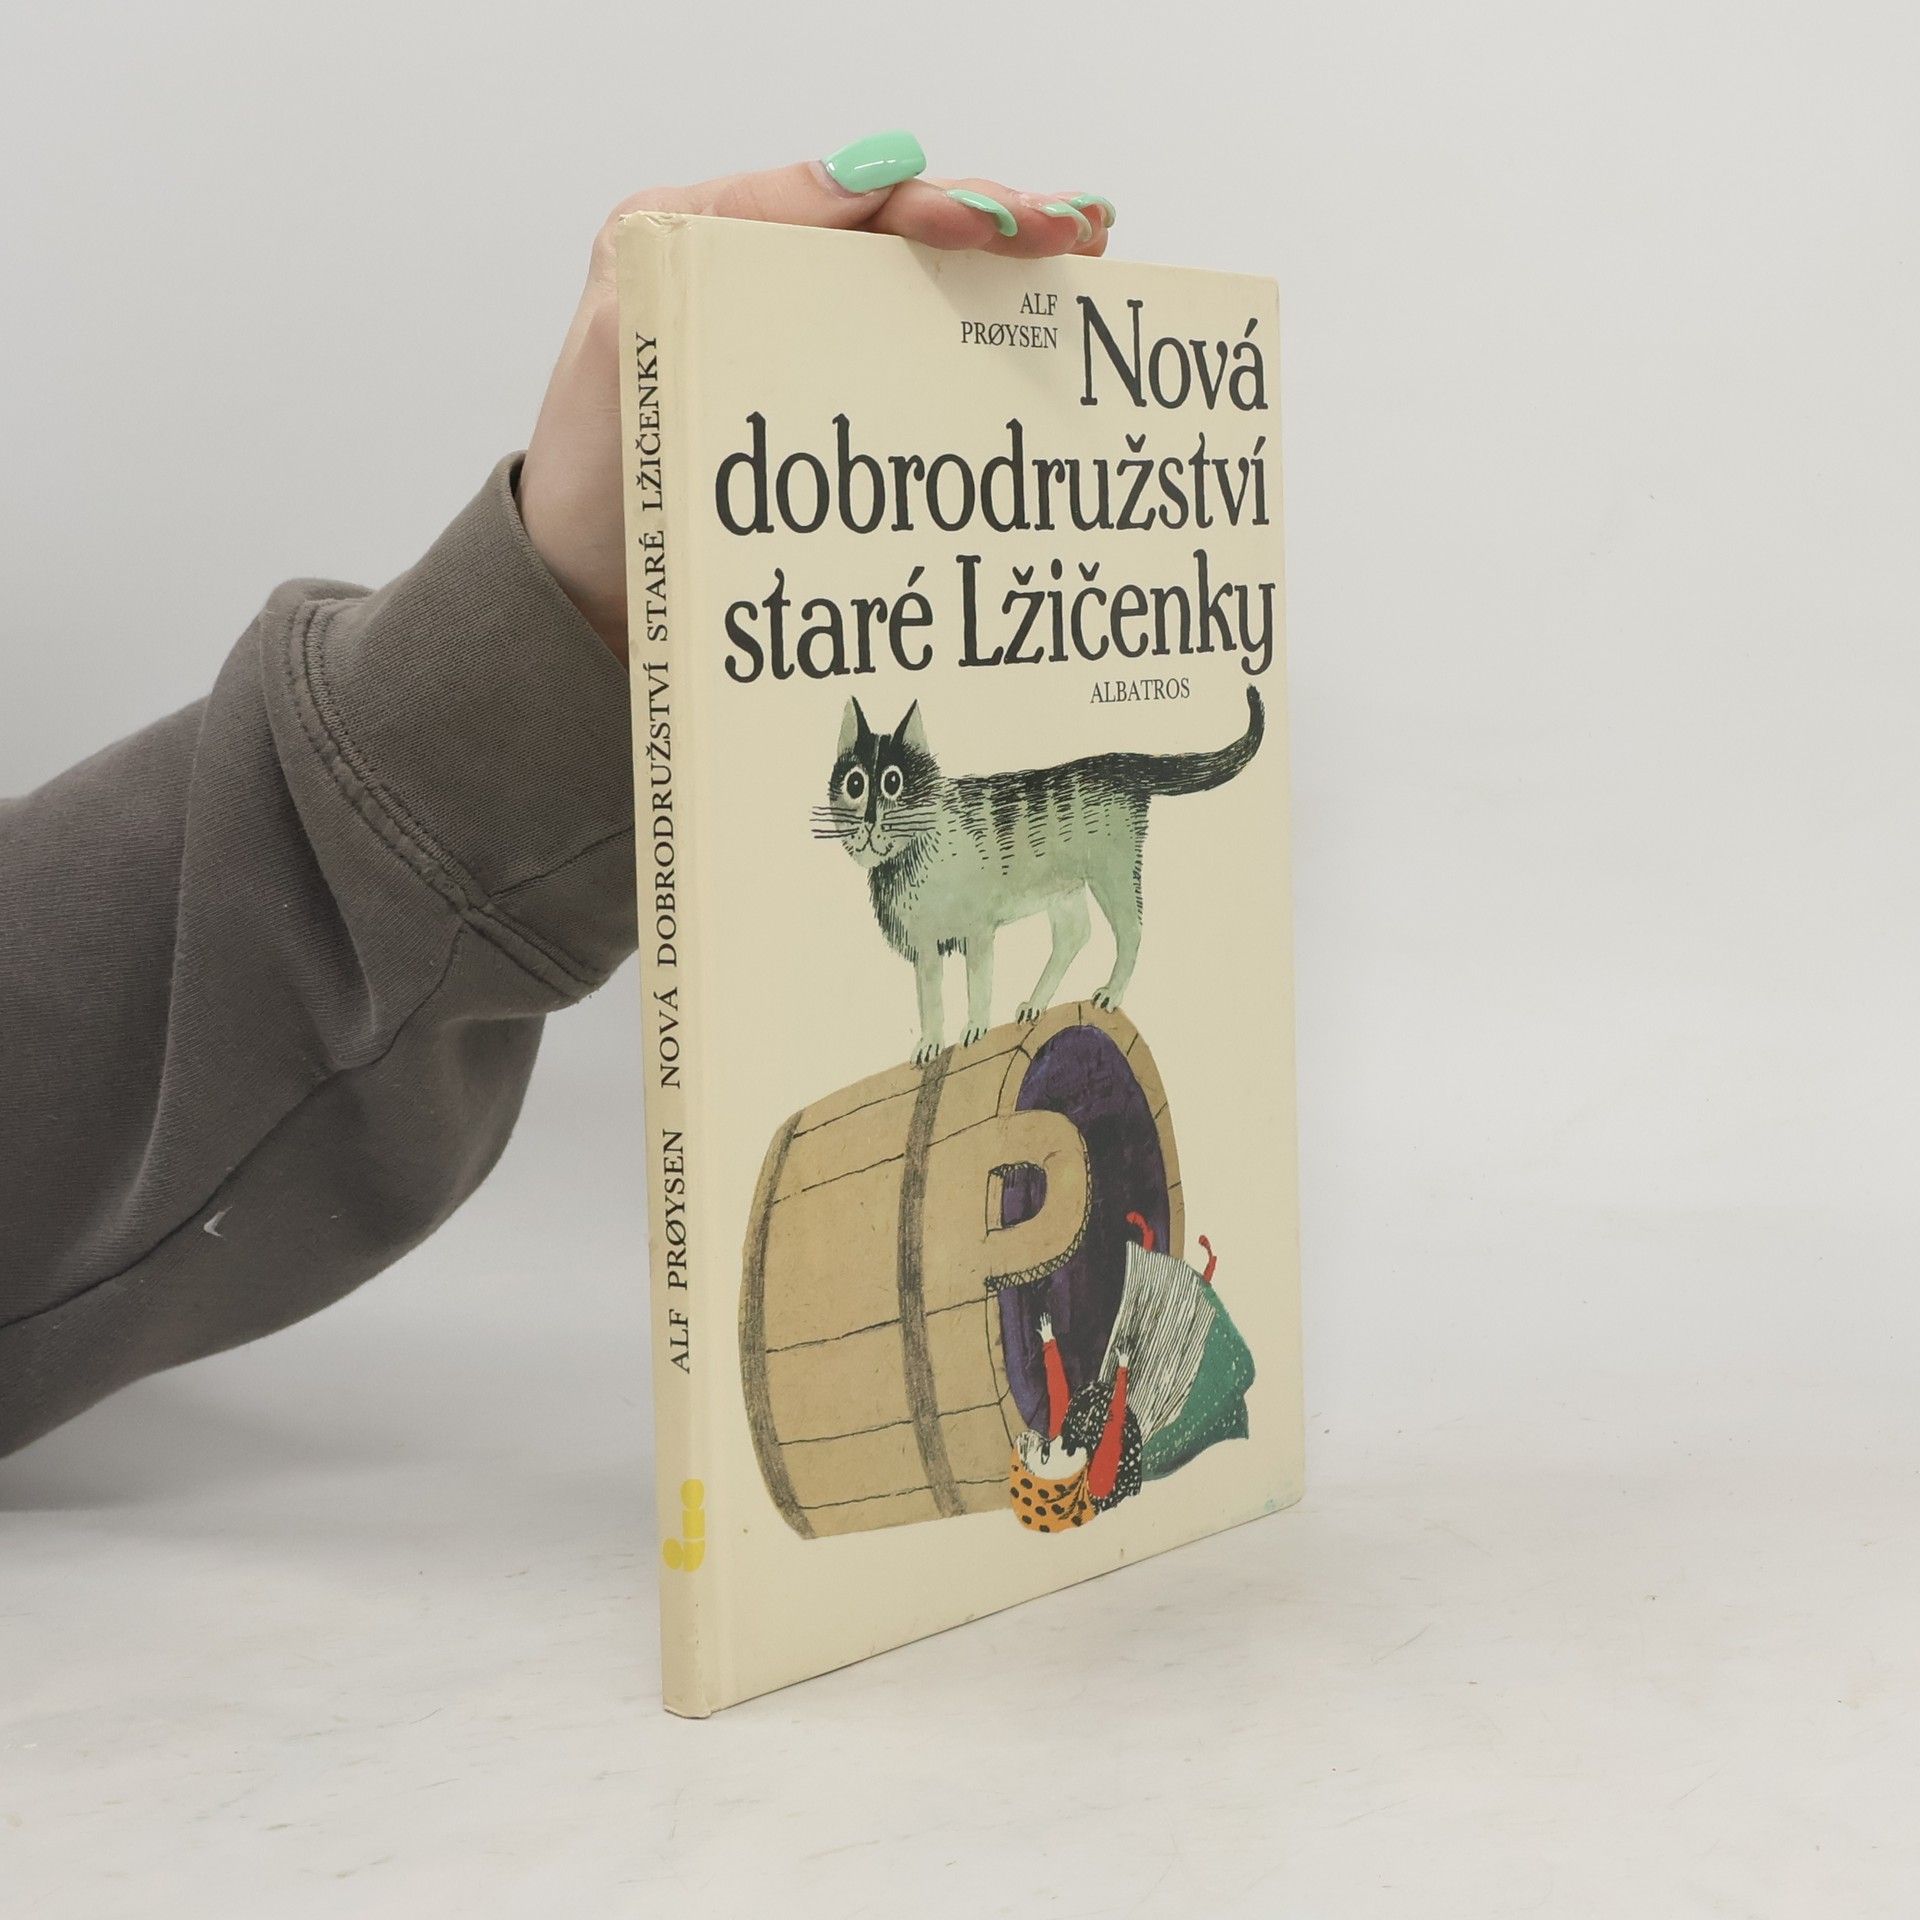 ALF
PRØYSEN
Nová
dobrodružství
staré Lžičenky
ALBATROS
P
ALF PRØYSEN NOVÁ DOBRODRUŽSTVÍ STARÉ LŽIČENKY